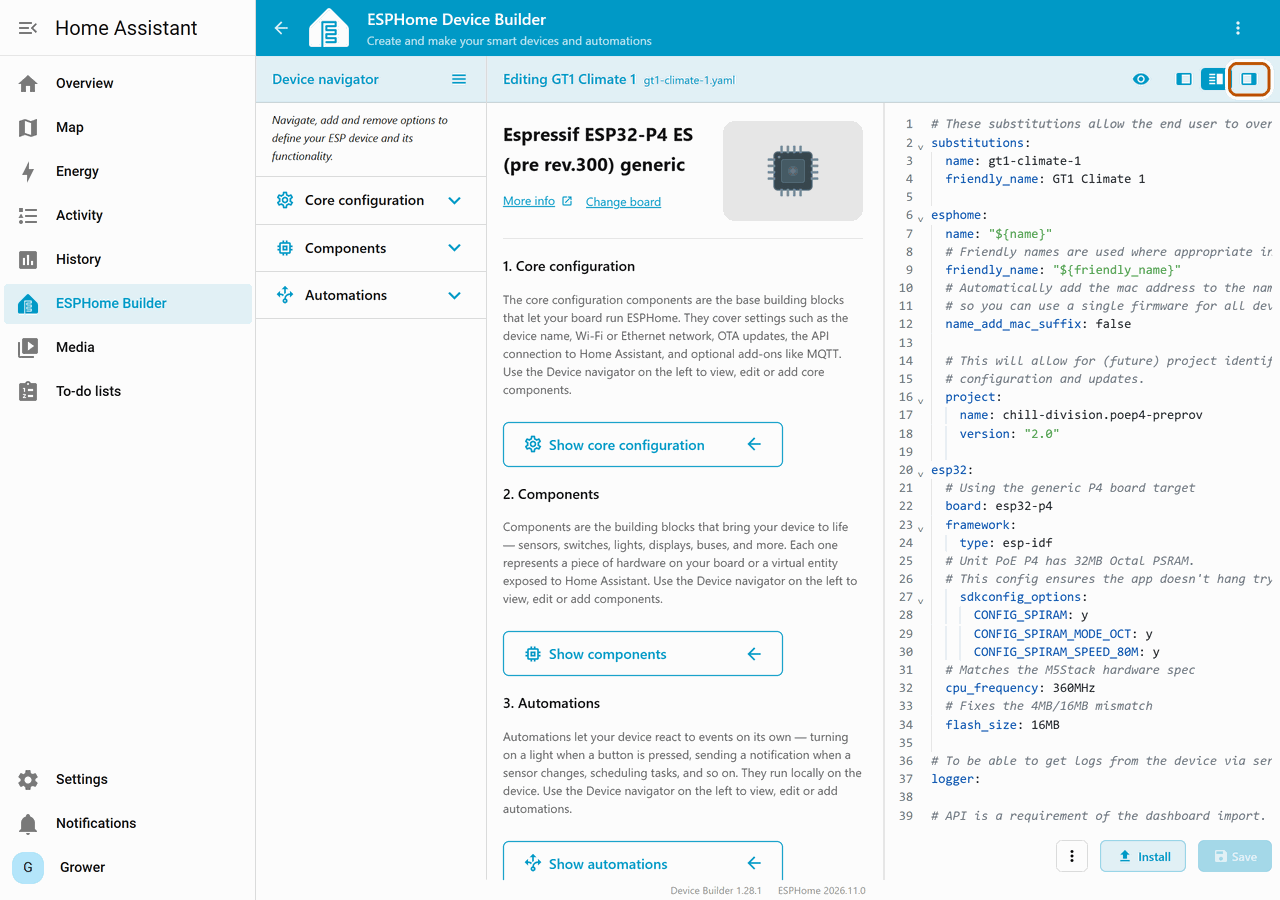 Home Assistant
Overview
Map
Energy
Activity
History
ESPHome Builder
Media
To-do lists
Settings
Notifications
G
Grower
ESPHome Device Builder
Create and make your smart devices and automations
Device navigator
Navigate, add and remove options to
define your ESP device and its
functionality.
Core configuration
Components
Automations
Editing GT1 Climate 1 gt1-climate-1.yaml
Espressif ESP32-P4 ES
(pre rev.300) generic
More info
Change board
1. Core configuration
The core configuration components are the base building blocks
that let your board run ESPHome. They cover settings such as the
device name, Wi-Fi or Ethernet network, OTA updates, the API
connection to Home Assistant, and optional add-ons like MQTT.
Use the Device navigator on the left to view, edit or add core
components.
Show core configuration
2. Components
Components are the building blocks that bring your device to life
— sensors, switches, lights, displays, buses, and more. Each one
represents a piece of hardware on your board or a virtual entity
exposed to Home Assistant. Use the Device navigator on the left to
view, edit or add components.
Show components
3. Automations
Automations let your device react to events on its own — turning
on a light when a button is pressed, sending a notification when a
sensor changes, scheduling tasks, and so on. They run locally on the
device. Use the Device navigator on the left to view, edit or add
automations.
Show automations
1 # These substitutions allow the end user to over
2 substitutions:
3 name: gt1-climate-1
4 friendly_name: GT1 Climate 1
5
6 esphome:
7 name: "${name}"
8 # Friendly names are used where appropriate in
9 friendly_name: "${friendly_name}"
10 # Automatically add the mac address to the nam
11 # so you can use a single firmware for all dev
12 name_add_mac_suffix: false
13
14 # This will allow for (future) project identif
15 # configuration and updates.
16 project:
17 name: chill-division.poep4-preprov
18 version: "2.0"
19
20 esp32:
21 # Using the generic P4 board target
22 board: esp32-p4
23 framework:
24 type: esp-idf
25 # Unit PoE P4 has 32MB Octal PSRAM.
26 # This config ensures the app doesn't hang try
27 sdkconfig_options:
28 CONFIG_SPIRAM: y
29 CONFIG_SPIRAM_MODE_OCT: y
30 CONFIG_SPIRAM_SPEED_80M: y
31 # Matches the M5Stack hardware spec
32 cpu_frequency: 360MHz
33 # Fixes the 4MB/16MB mismatch
34 flash_size: 16MB
35
36 # To be able to get logs from the device via ser
37 logger:
38
39 # API is a requirement of the dashboard import.
Install
Save
Device Builder 1.28.1 ESPHome 2026.11.0